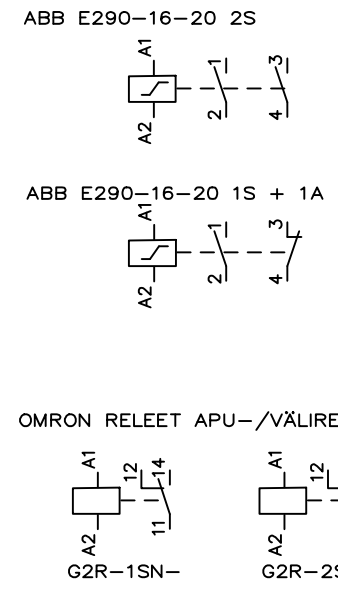 ABB E290-16-20 2S
A1 1 3
A2 2 4
ABB E290-16-20 1S + 1A
A1 1 3
A2 2 4
OMRON RELEET APU-/VÄLIRE
A1 12 14 A1 12
A2 11 A2
G2R-1SN- G2R-2S